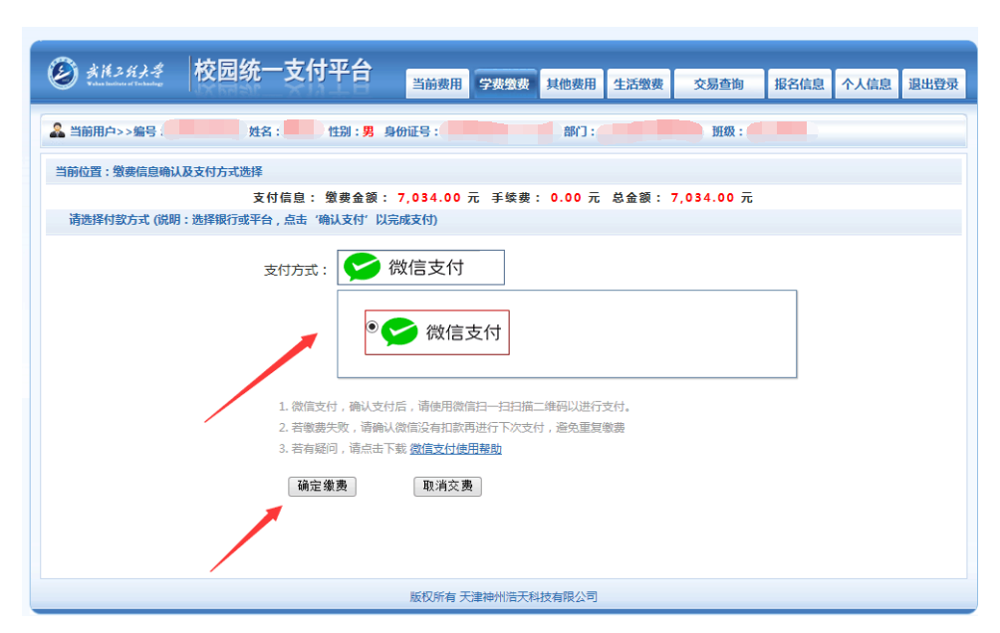 武汉工程大学 校园统一支付平台
Wuhan Institute of Technology
当前费用 学费缴费 其他费用 生活缴费 交易查询 报名信息 个人信息 退出登录
当前用户>>编号: 姓名: 性别:男 身份证号: 部门: 班级:
当前位置:缴费信息确认及支付方式选择
支付信息: 缴费金额: 7,034.00 元 手续费: 0.00 元 总金额: 7,034.00 元
请选择付款方式 (说明:选择银行或平台,点击‘确认支付’以完成支付)
支付方式: 微信支付
微信支付
1. 微信支付,确认支付后,请使用微信扫一扫扫描二维码以进行支付。
2. 若缴费失败,请确认微信没有扣款再进行下次支付,避免重复缴费
3. 若有疑问,请点击下载 微信支付使用帮助
确定缴费 取消交费
版权所有 天津神州浩天科技有限公司